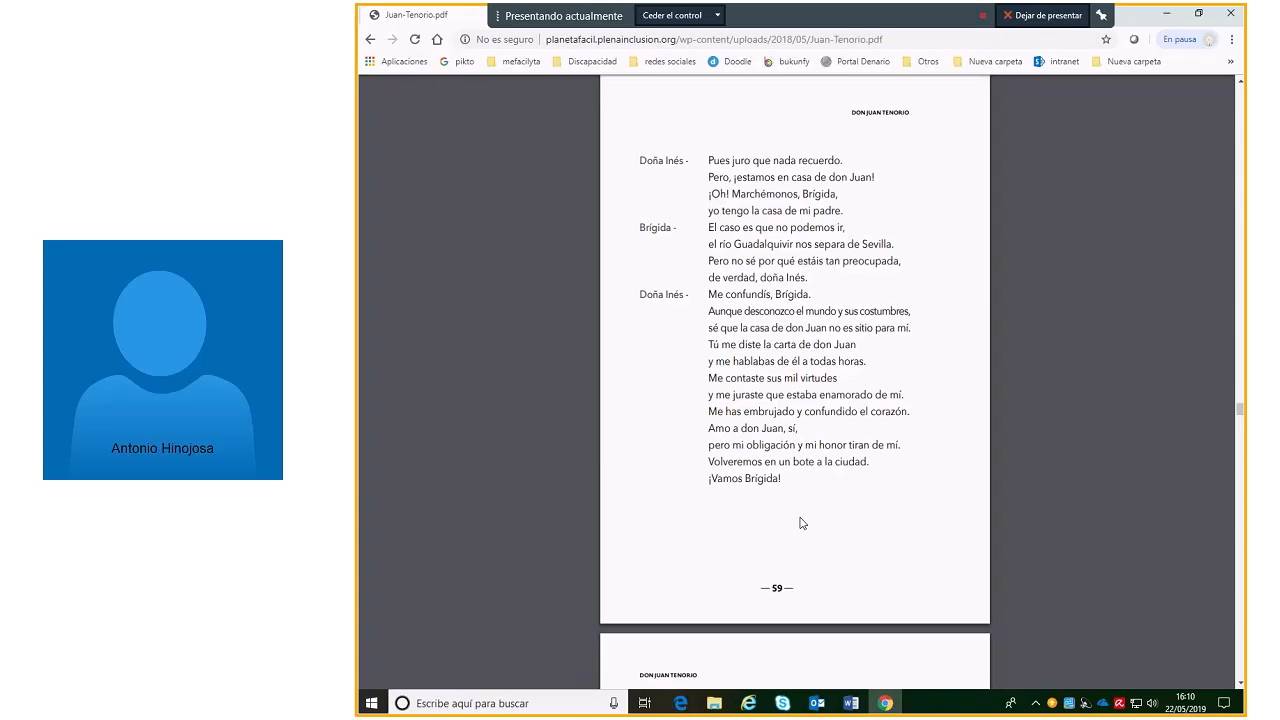 Juan-Tenorio.pdf
Presentando actualmente
Ceder el control
Dejar de presentar
No es seguro
planetafacil.plenainclusion.org/wp-content/uploads/2018/05/Juan-Tenorio.pdf
En pausa
Aplicaciones
pikto
mefacilyta
Discapacidad
redes sociales
Doodle
bukunfy
Portal Denario
Otros
Nueva carpeta
intranet
Nueva carpeta
»
DON JUAN TENORIO
Doña Inés - Pues juro que nada recuerdo.
Pero, ¡estamos en casa de don Juan!
¡Oh! Marchémonos, Brígida,
yo tengo la casa de mi padre.
Brígida - El caso es que no podemos ir,
el río Guadalquivir nos separa de Sevilla.
Pero no sé por qué estáis tan preocupada,
de verdad, doña Inés.
Doña Inés - Me confundís, Brígida.
Aunque desconozco el mundo y sus costumbres,
sé que la casa de don Juan no es sitio para mí.
Tú me diste la carta de don Juan
y me hablabas de él a todas horas.
Me contaste sus mil virtudes
y me juraste que estaba enamorado de mí.
Me has embrujado y confundido el corazón.
Amo a don Juan, sí,
pero mi obligación y mi honor tiran de mí.
Volveremos en un bote a la ciudad.
¡Vamos Brígida!
— 59 —
DON JUAN TENORIO
Antonio Hinojosa
Escribe aquí para buscar
16:10
22/05/2019